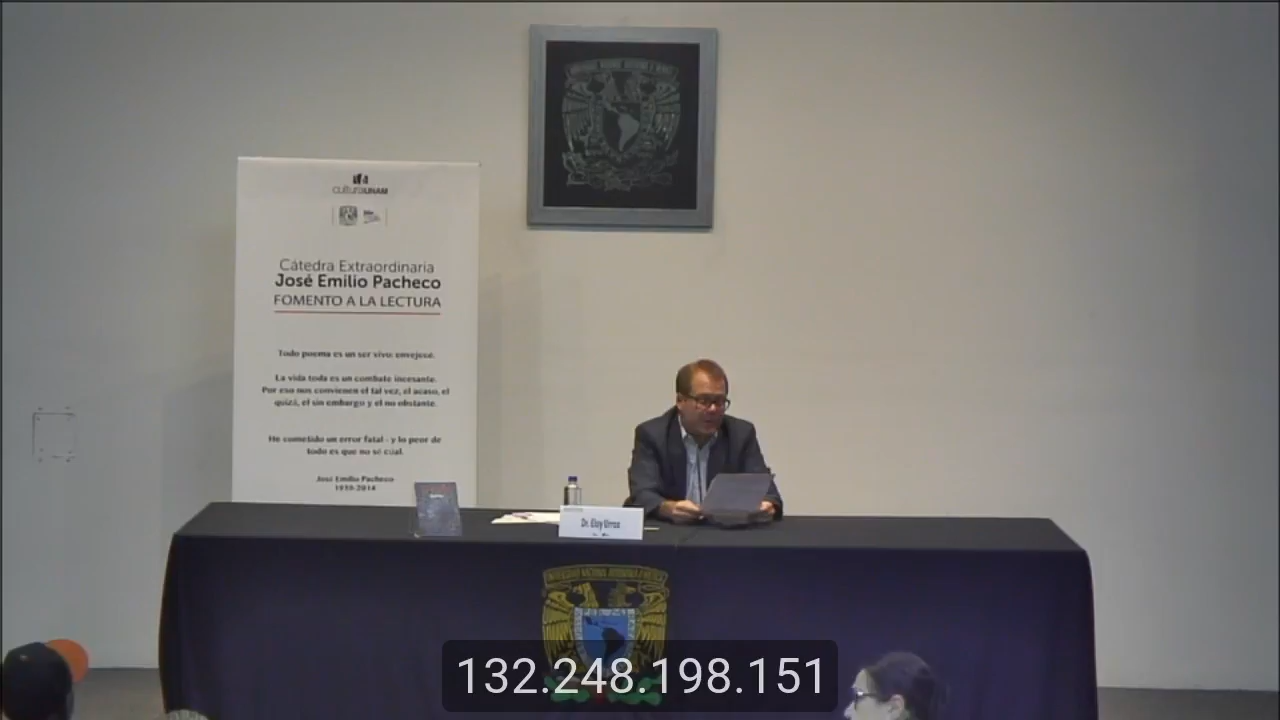 culturaUNAM
Cátedra Extraordinaria
José Emilio Pacheco
FOMENTO A LA LECTURA
Todo poema es un ser vivo: envejece.
La vida toda es un combate incesante.
Por eso nos convienen el tal vez, el acaso, el
quizá, el sin embargo y el no obstante.
He cometido un error fatal - y lo peor de
todo es que no sé cuál.
José Emilio Pacheco
1939-2014
Dr. Eloy Urroz
132.248.198.151